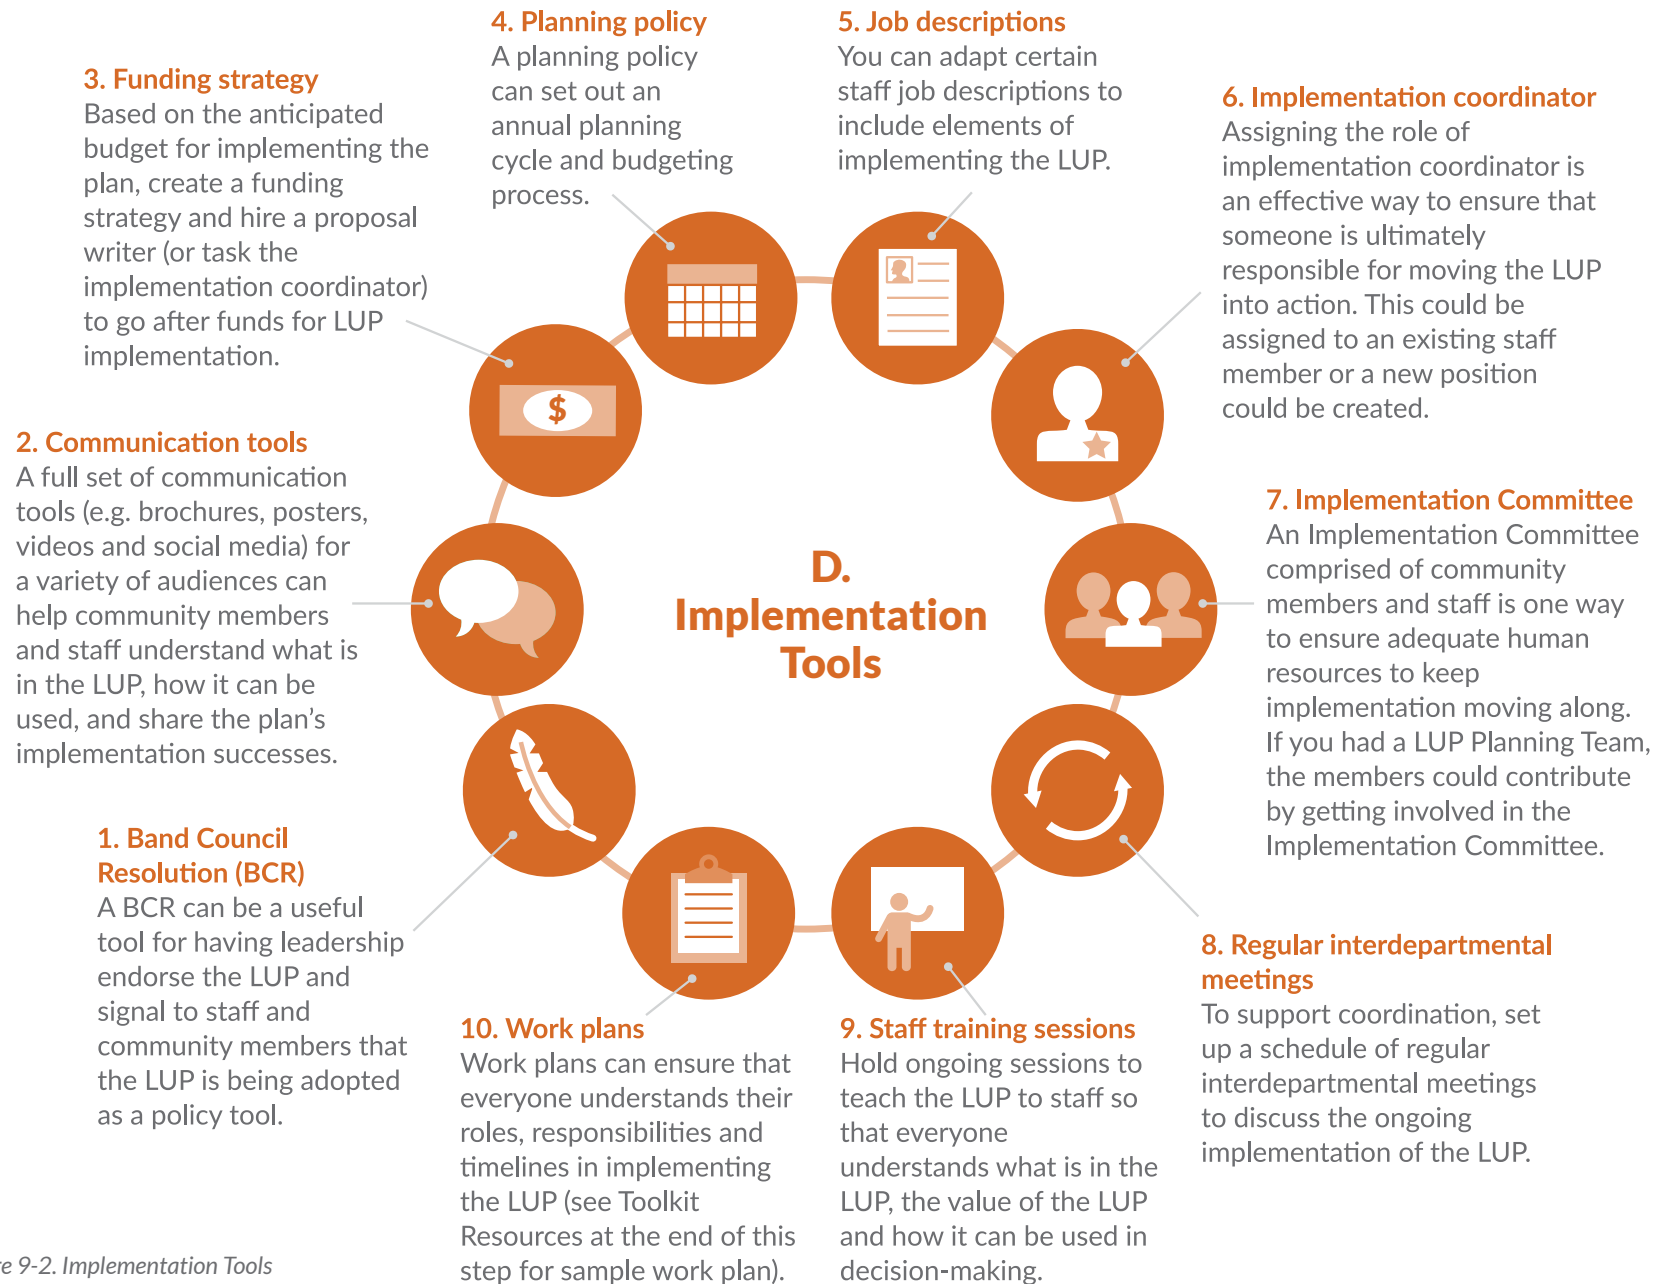 4. Planning policy
A planning policy
can set out an
annual planning
cycle and budgeting
process.
5. Job descriptions
You can adapt certain
staff job descriptions to
include elements of
implementing the LUP.
3. Funding strategy
Based on the anticipated
budget for implementing the
plan, create a funding
strategy and hire a proposal
writer (or task the
implementation coordinator)
to go after funds for LUP
implementation.
6. Implementation coordinator
Assigning the role of
implementation coordinator is
an effective way to ensure that
someone is ultimately
responsible for moving the LUP
into action. This could be
assigned to an existing staff
member or a new position
could be created.
$
2. Communication tools
A full set of communication
tools (e.g. brochures, posters,
videos and social media) for
a variety of audiences can
help community members
and staff understand what is
in the LUP, how it can be
used, and share the plan's
implementation successes.
D.
Implementation
Tools
7. Implementation Committee
An Implementation Committee
comprised of community
members and staff is one way
to ensure adequate human
resources to keep
implementation moving along.
If you had a LUP Planning Team,
the members could contribute
by getting involved in the
Implementation Committee.
1. Band Council
Resolution (BCR)
A BCR can be a useful
tool for having leadership
endorse the LUP and
signal to staff and
community members that
the LUP is being adopted
as a policy tool.
10. Work plans
Work plans can ensure that
everyone understands their
roles, responsibilities and
timelines in implementing
the LUP (see Toolkit
Resources at the end of this
step for sample work plan).
9. Staff training sessions
Hold ongoing sessions to
teach the LUP to staff so
that everyone
understands what is in the
LUP, the value of the LUP
and how it can be used in
decision-making.
8. Regular interdepartmental
meetings
To support coordination, set
up a schedule of regular
interdepartmental meetings
to discuss the ongoing
implementation of the LUP.
e 9-2. Implementation Tools